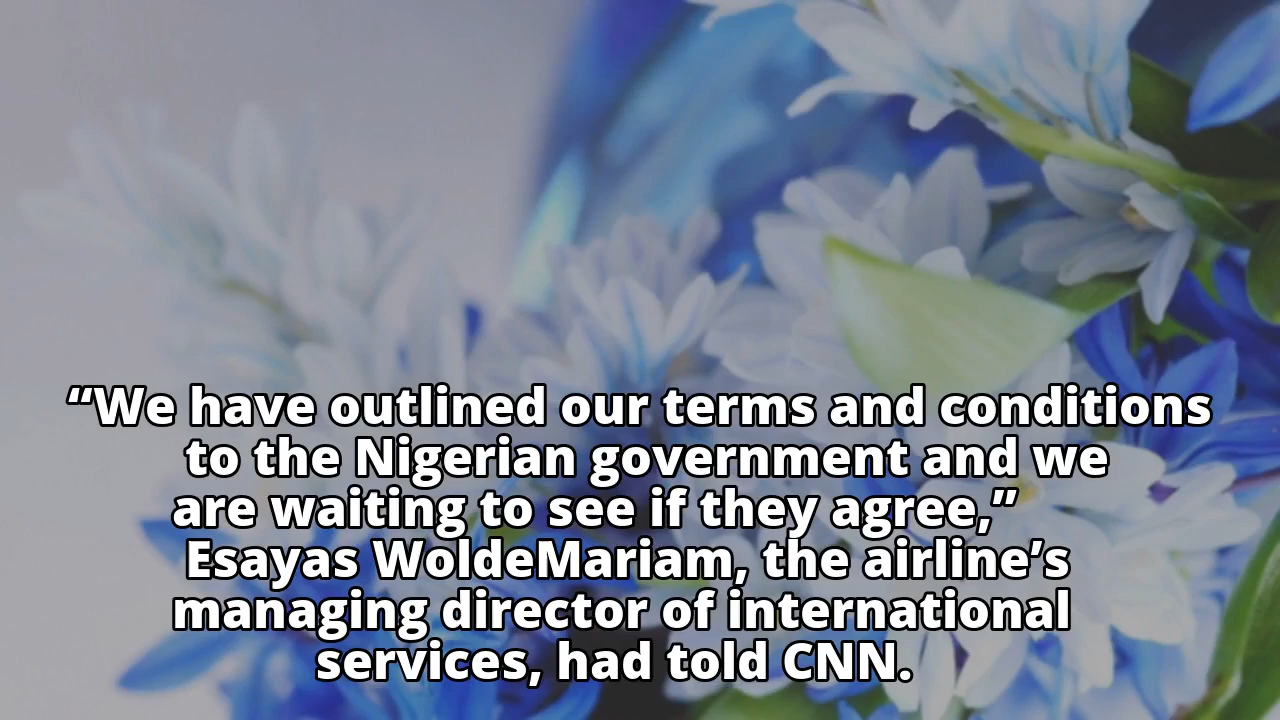 “We have outlined our terms and conditions
to the Nigerian government and we
are waiting to see if they agree,”
Esayas WoldeMariam, the airline’s
managing director of international
services, had told CNN.